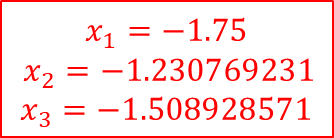 x₁ = −1.75
x₂ = −1.230769231
x₃ = −1.508928571